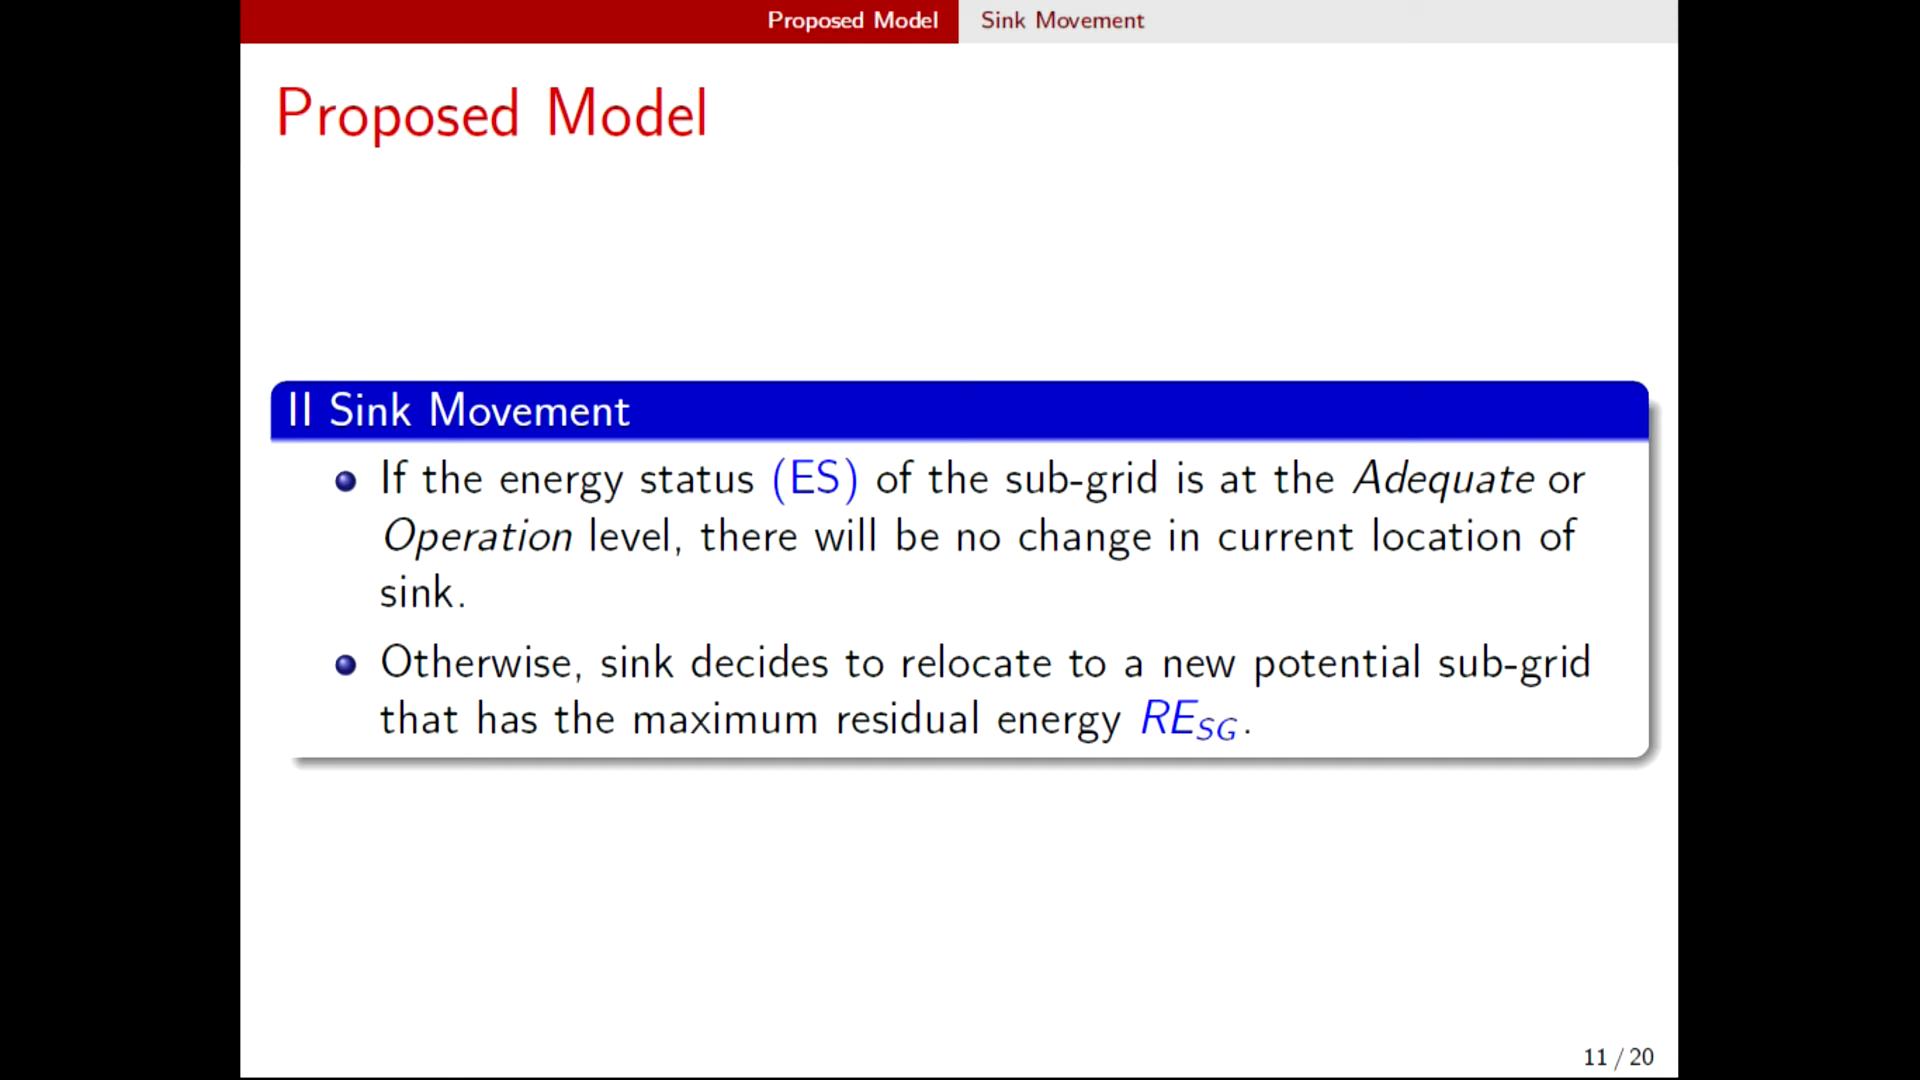 Proposed Model Sink Movement
Proposed Model
II Sink Movement
If the energy status (ES) of the sub-grid is at the Adequate or
Operation level, there will be no change in current location of
sink.
Otherwise, sink decides to relocate to a new potential sub-grid
that has the maximum residual energy RE_SG.
11 / 20